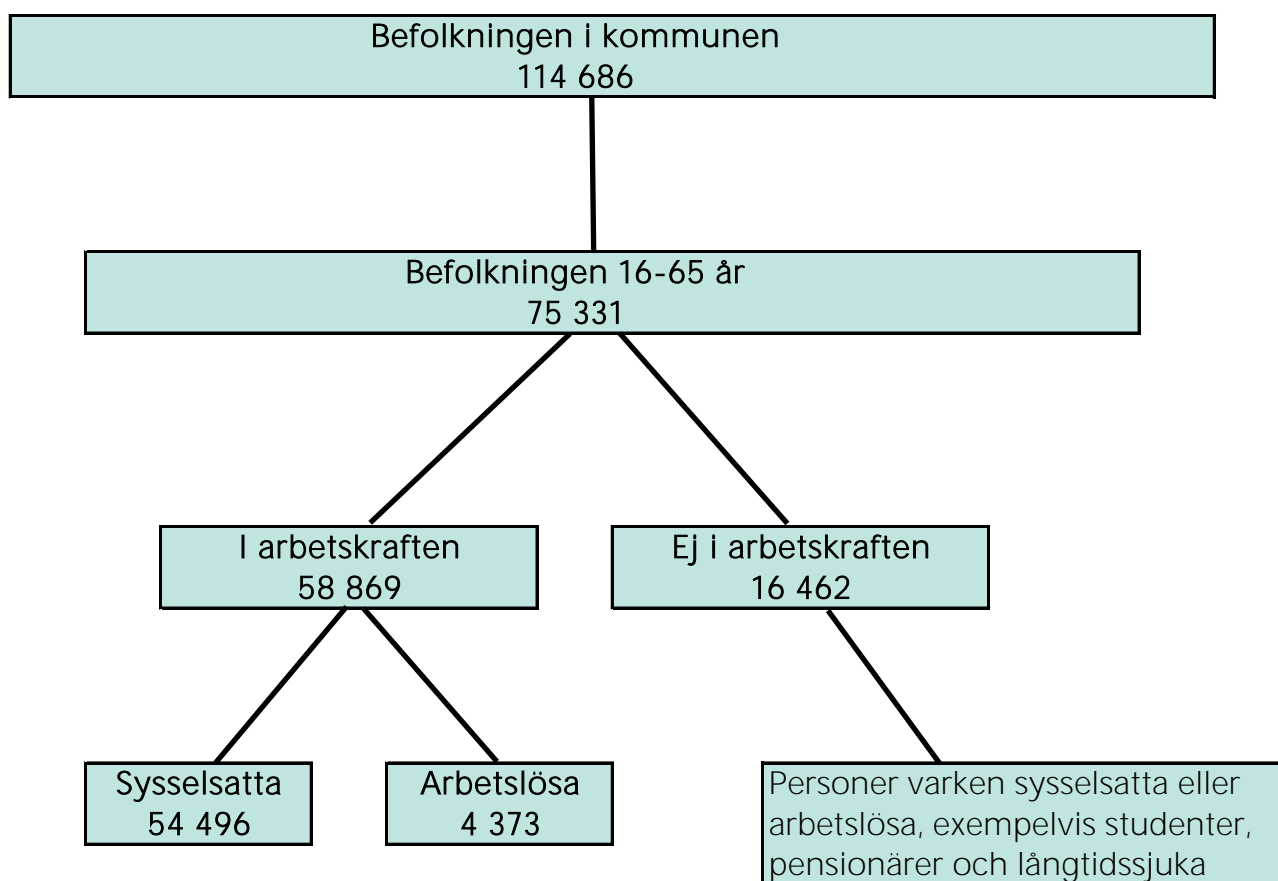 Befolkningen i kommunen
114 686
Befolkningen 16-65 år
75 331
I arbetskraften
58 869
Ej i arbetskraften
16 462
Sysselsatta
54 496
Arbetslösa
4 373
Personer varken sysselsatta eller
arbetslösa, exempelvis studenter,
pensionärer och långtidssjuka